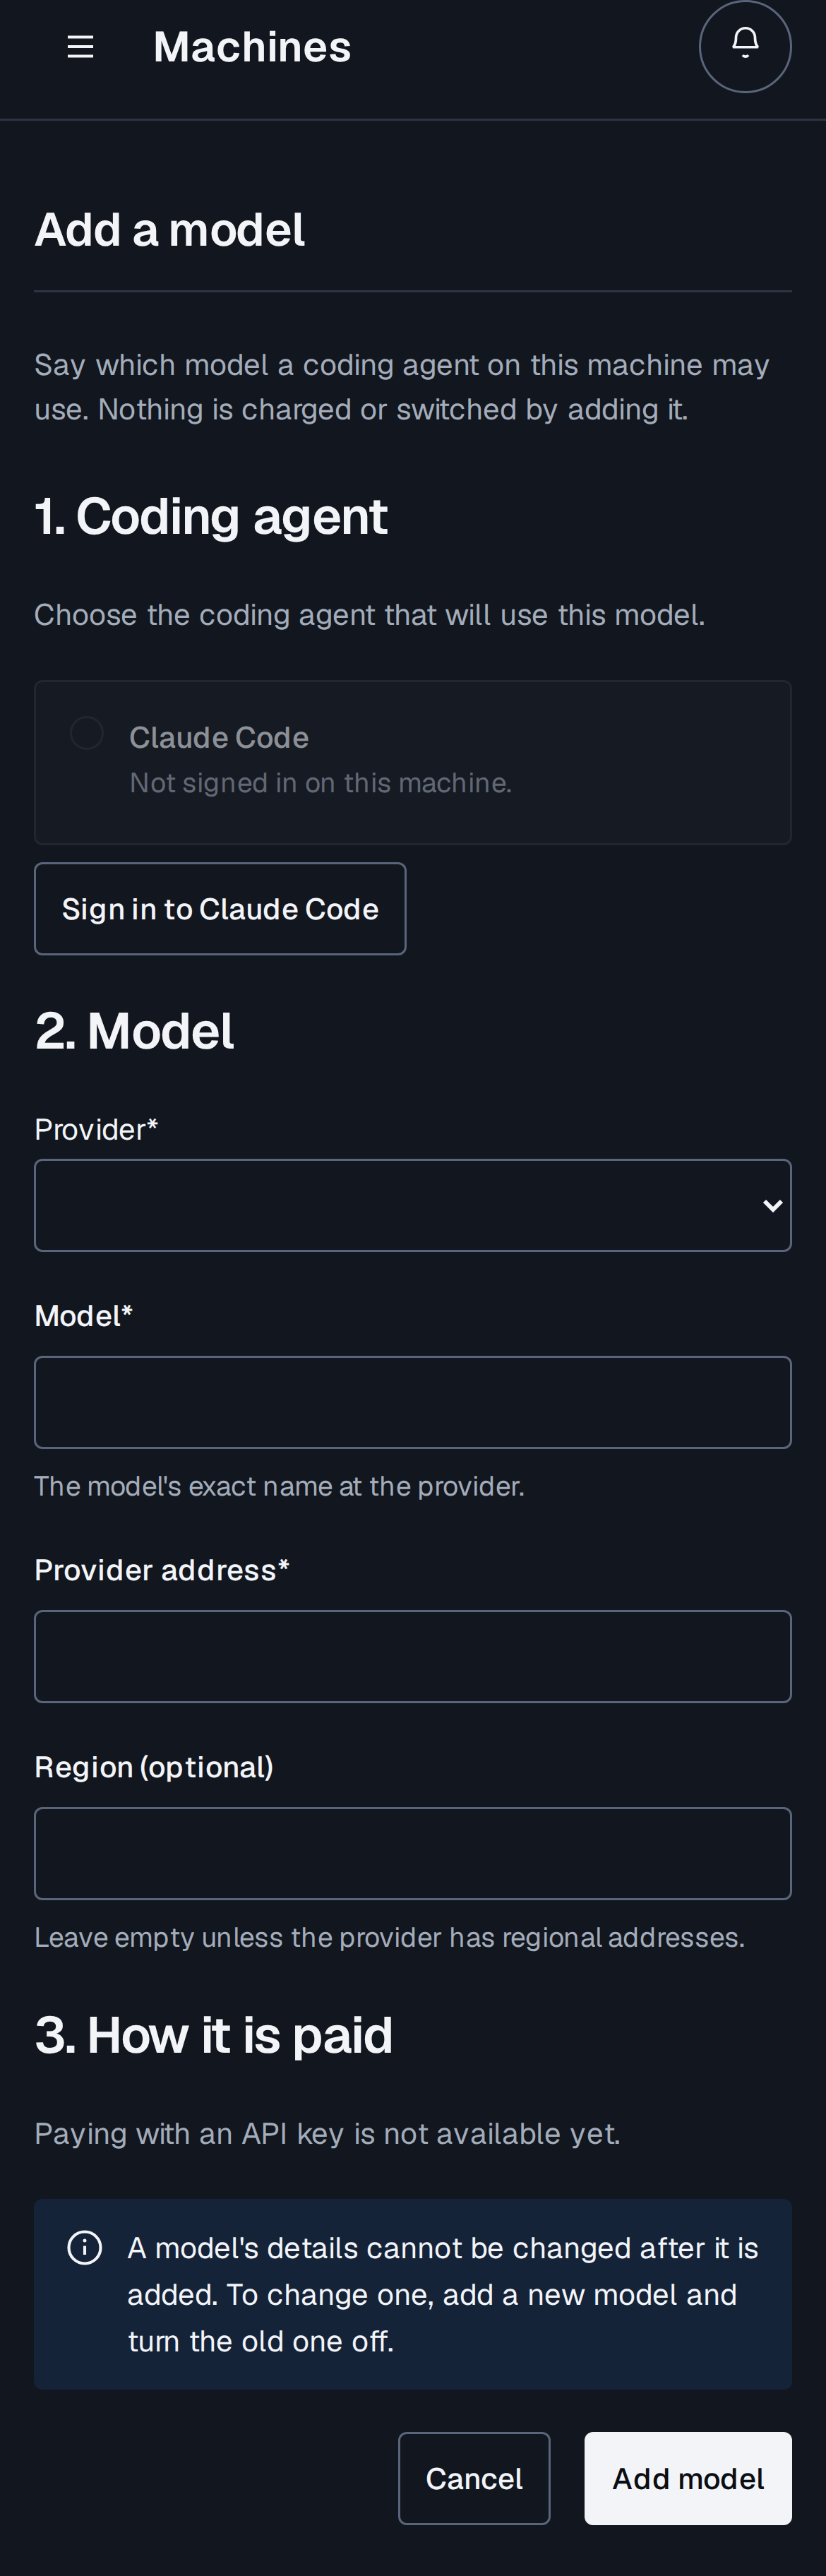 Machines
Add a model
Say which model a coding agent on this machine may
use. Nothing is charged or switched by adding it.
1. Coding agent
Choose the coding agent that will use this model.
Claude Code
Not signed in on this machine.
Sign in to Claude Code
2. Model
Provider*
Model*
The model's exact name at the provider.
Provider address*
Region (optional)
Leave empty unless the provider has regional addresses.
3. How it is paid
Paying with an API key is not available yet.
A model's details cannot be changed after it is
added. To change one, add a new model and
turn the old one off.
Cancel
Add model